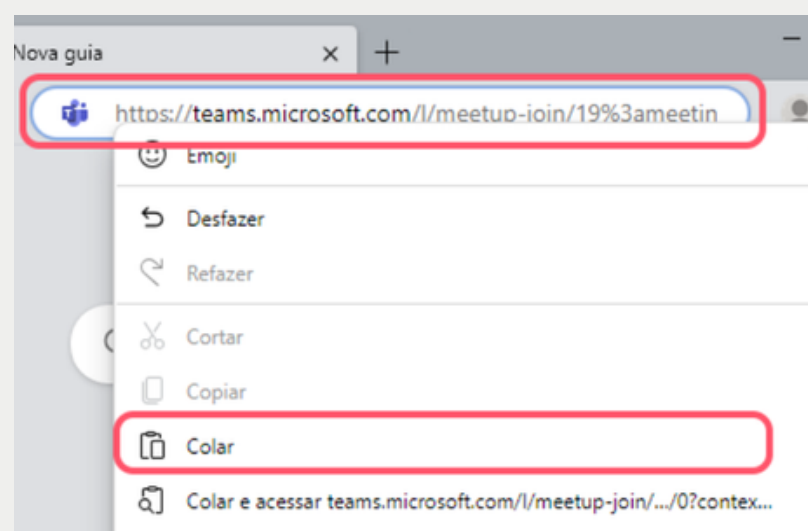 Nova guia
https://teams.microsoft.com/l/meetup-join/19%3ameetin
Emoji
Desfazer
Refazer
Cortar
Copiar
Colar
Colar e acessar teams.microsoft.com/l/meetup-join/.../0?contex...